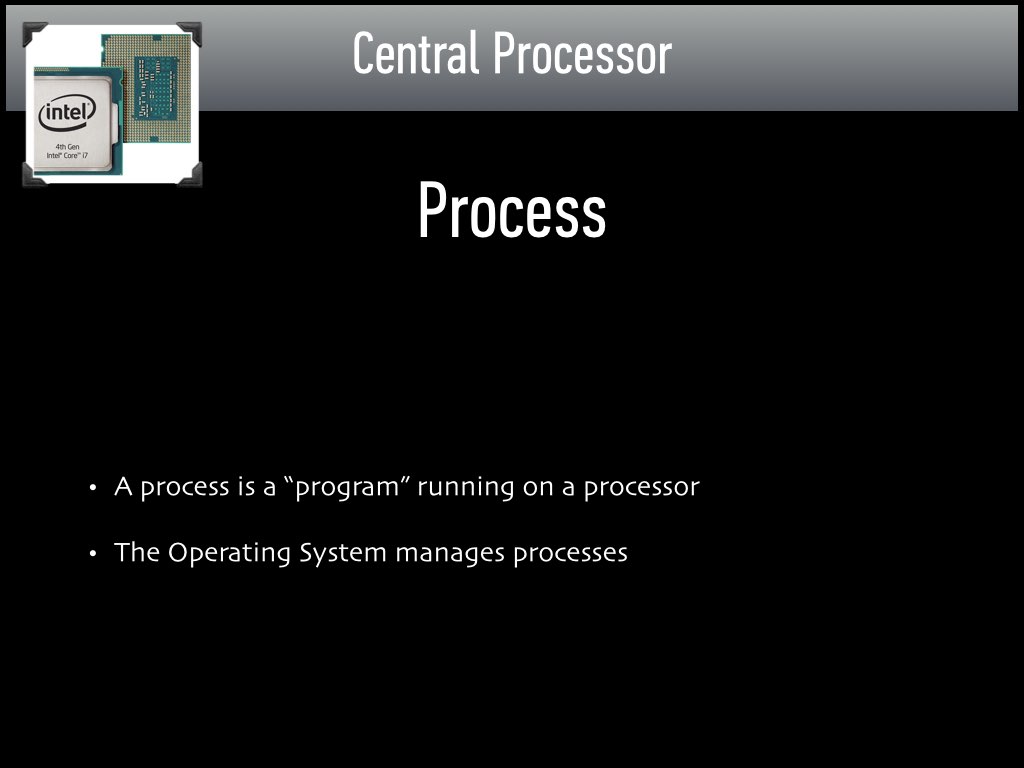 Central Processor
intel
4th Gen
Intel® Core™ i7
Process
• A process is a “program” running on a processor
• The Operating System manages processes